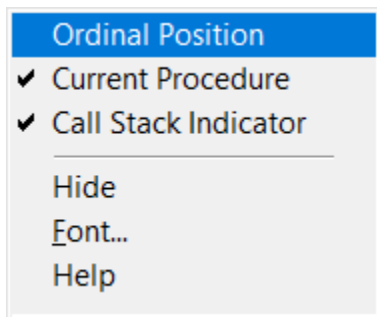 Ordinal Position
Current Procedure
Call Stack Indicator
Hide
Font...
Help